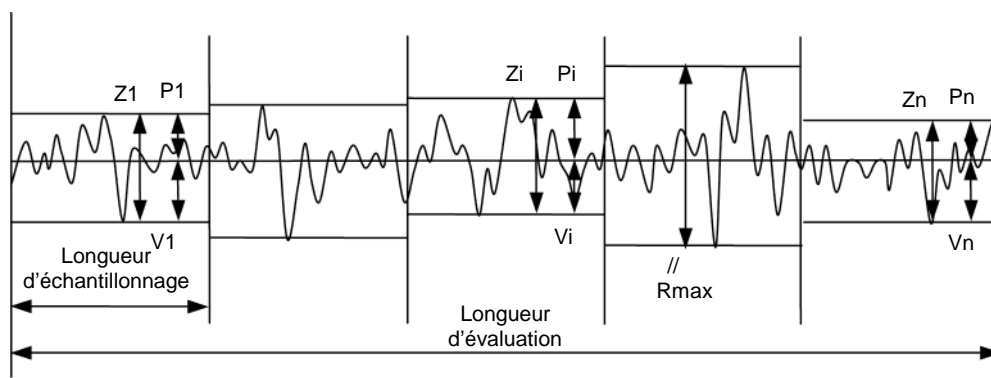 Z1
P1
Zi
Pi
Zn
Pn
V1
Vi
Vn
Longueur
d'échantillonnage
//
Rmax
Longueur
d'évaluation